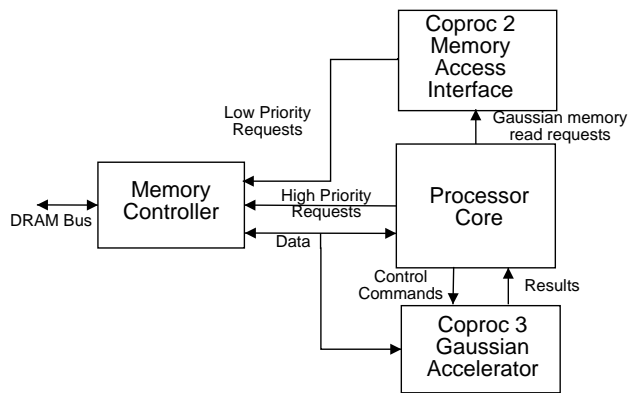 Coproc 2
Memory
Access
Interface
Low Priority
Requests
Gaussian memory
read requests
Memory
Controller
High Priority
Requests
Processor
Core
DRAM Bus
Data
Control
Commands
Results
Coproc 3
Gaussian
Accelerator